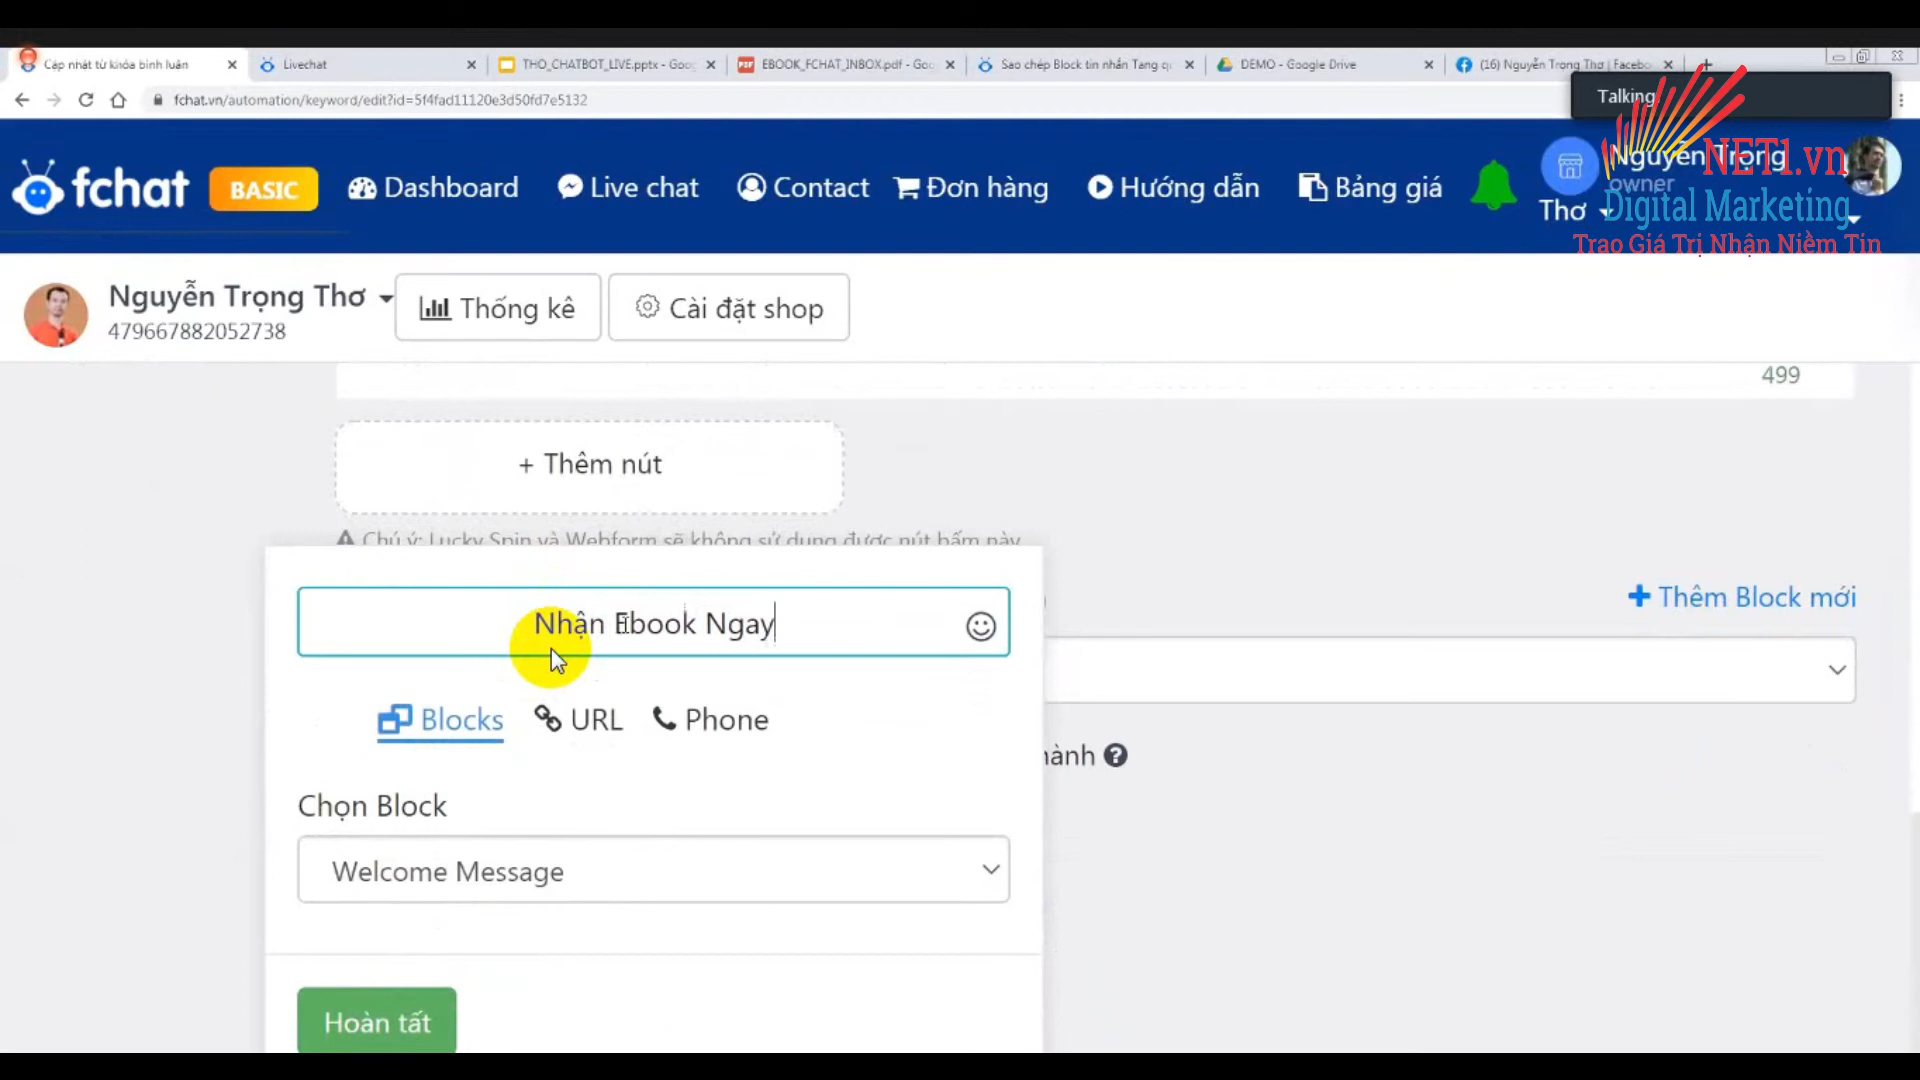 Cập nhật từ khóa bình luận
Livechat
THO_CHATBOT_LIVE.pptx - Goo
EBOOK_FCHAT_INBOX.pdf - Goo
Sao chép Block tin nhắn Tang qu
DEMO - Google Drive
(16) Nguyễn Trọng Thơ | Facebo
fchat.vn/automation/keyword/edit?id=5f4fad11120e3d50fd7e5132
Talking:
fchat
BASIC
Dashboard
Live chat
Contact
Đơn hàng
Hướng dẫn
Bảng giá
Nguyễn Trọng
owner
Thơ
NET1.vn
Digital Marketing
Trao Giá Trị Nhận Niềm Tin
Nguyễn Trọng Thơ
479667882052738
Thống kê
Cài đặt shop
499
+ Thêm nút
Chú ý: Lucky Spin và Webform sẽ không sử dụng được nút bấm này
Nhận Ebook Ngay
Thêm Block mới
Blocks
URL
Phone
hành
Chọn Block
Welcome Message
Hoàn tất